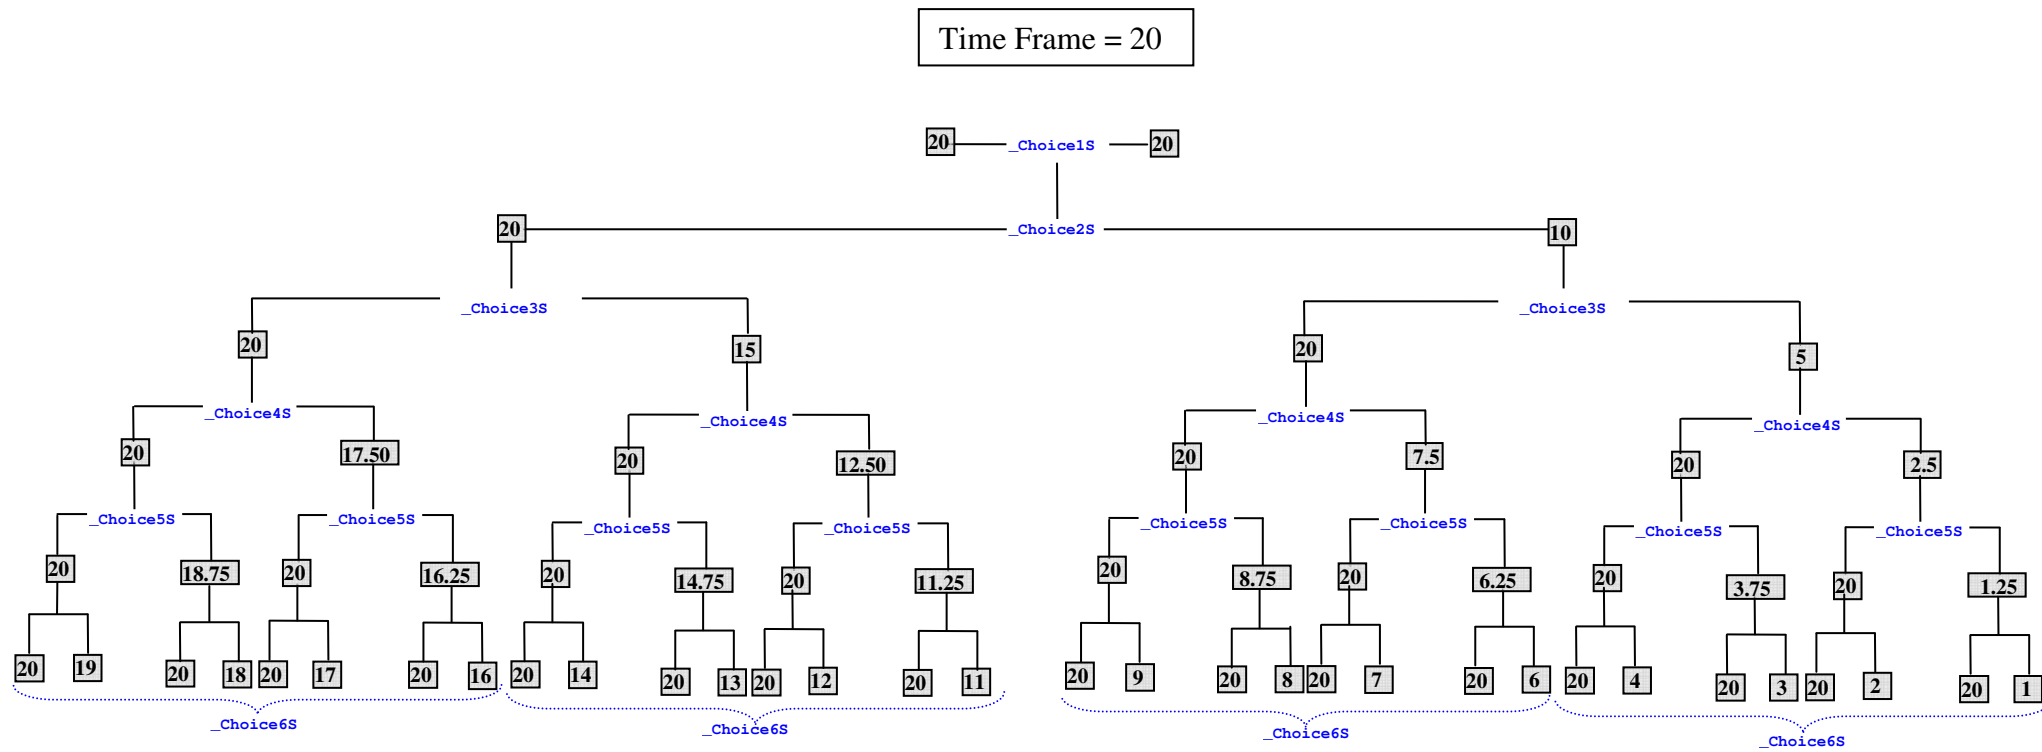 Time Frame = 20
20 _Choice1S 20
20 _Choice2S 10
_Choice3S _Choice3S
20 15 20 5
_Choice4S _Choice4S _Choice4S _Choice4S
20 17.50 20 12.50 20 7.5 20 2.5
_Choice5S _Choice5S _Choice5S _Choice5S _Choice5S _Choice5S _Choice5S _Choice5S
20 18.75 20 16.25 20 14.75 20 11.25 20 8.75 20 6.25 20 3.75 20 1.25
20 19 20 18 20 17 20 16 20 14 20 13 20 12 20 11 20 9 20 8 20 7 20 6 20 4 20 3 20 2 20 1
_Choice6S _Choice6S _Choice6S _Choice6S